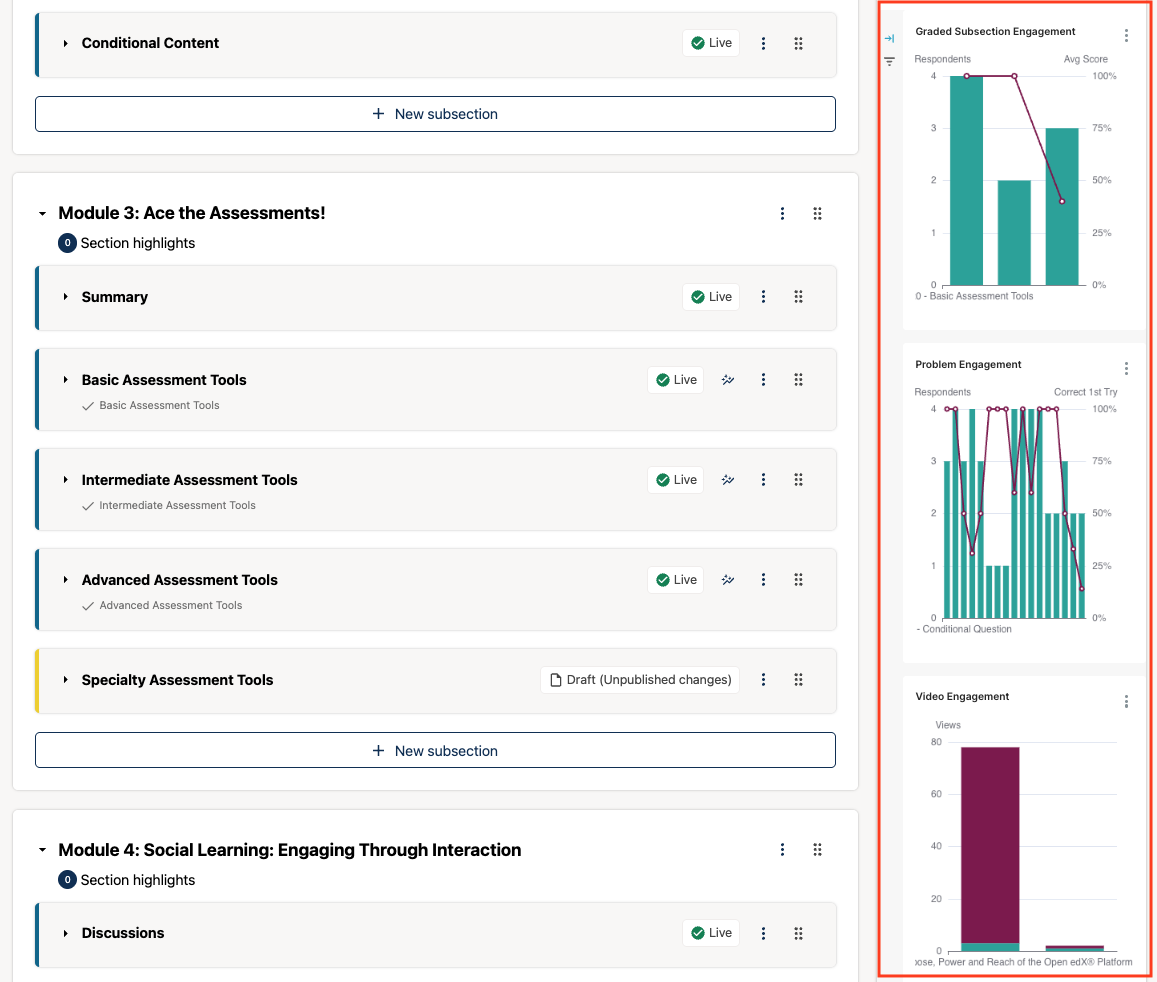 Conditional Content
Live
+ New subsection
Module 3: Ace the Assessments!
0 Section highlights
Summary
Live
Basic Assessment Tools
Live
Basic Assessment Tools
Intermediate Assessment Tools
Live
Intermediate Assessment Tools
Advanced Assessment Tools
Live
Advanced Assessment Tools
Specialty Assessment Tools
Draft (Unpublished changes)
+ New subsection
Module 4: Social Learning: Engaging Through Interaction
0 Section highlights
Discussions
Live
Graded Subsection Engagement
Respondents Avg Score
4 100%
3 75%
2 50%
1 25%
0 0%
0 - Basic Assessment Tools
Problem Engagement
Respondents Correct 1st Try
4 100%
3 75%
2 50%
1 25%
0 0%
- Conditional Question
Video Engagement
Views
80
60
40
20
0
ose, Power and Reach of the Open edX® Platform